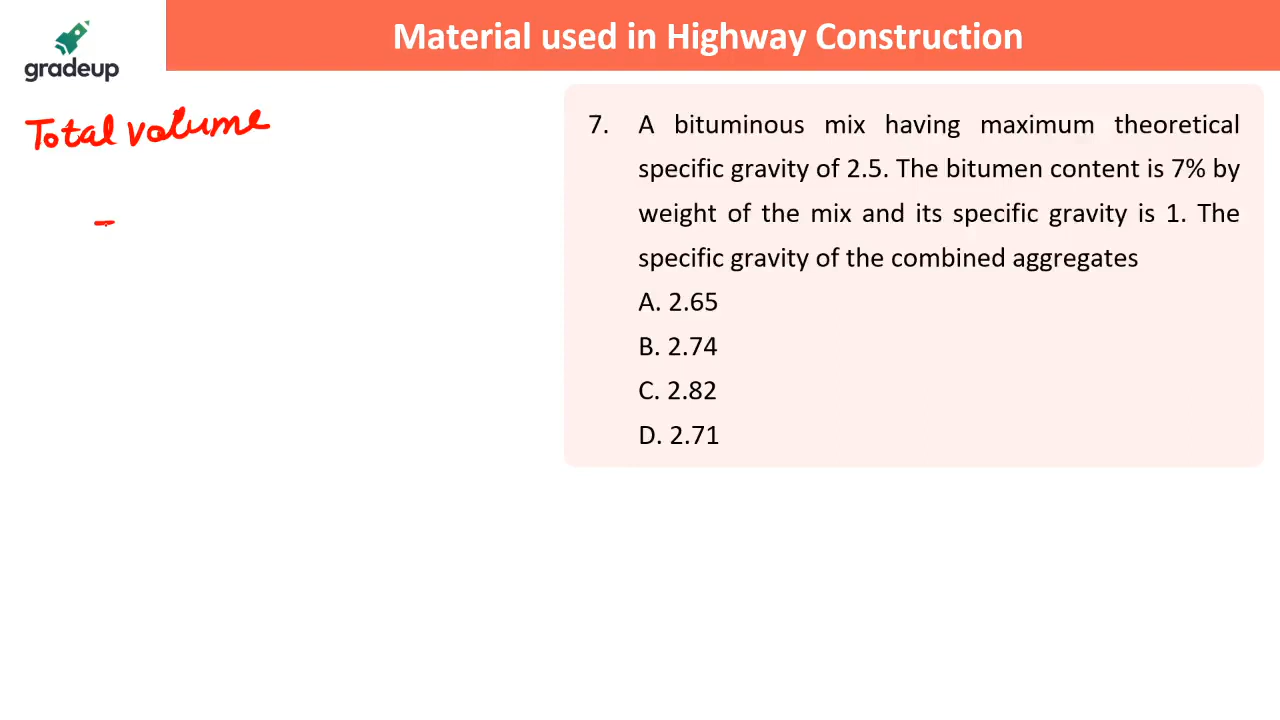 Material used in Highway Construction
gradeup
Total volume
-
7. A bituminous mix having maximum theoretical
specific gravity of 2.5. The bitumen content is 7% by
weight of the mix and its specific gravity is 1. The
specific gravity of the combined aggregates
A. 2.65
B. 2.74
C. 2.82
D. 2.71